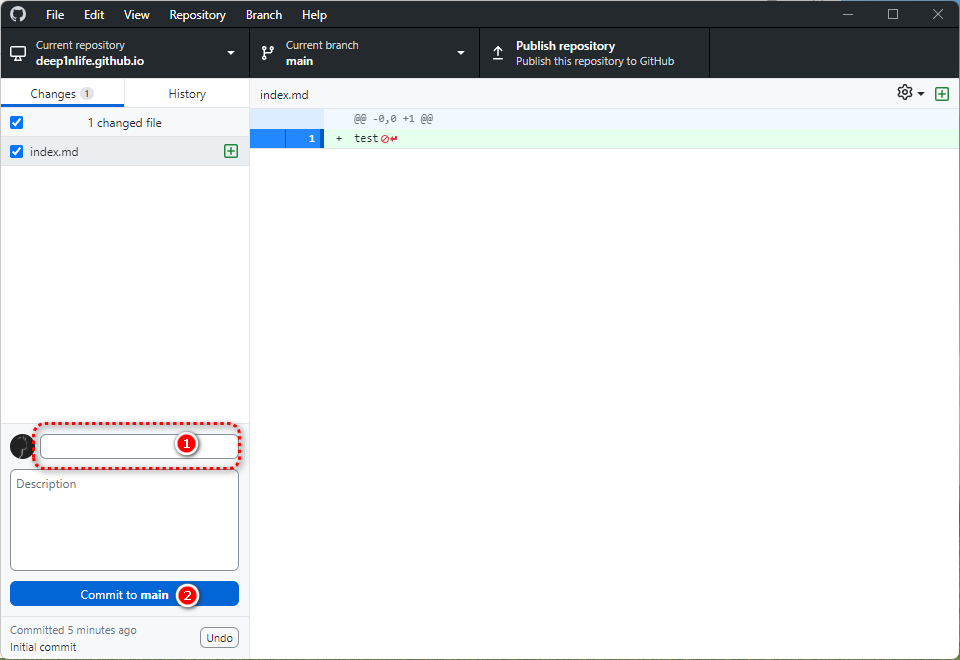 File Edit View Repository Branch Help
Current repository
deep1nlife.github.io
Current branch
main
Publish repository
Publish this repository to GitHub
Changes 1
History
index.md
1 changed file
@@ -0,0 +1 @@
index.md
1 + test
1
Description
Commit to main 2
Committed 5 minutes ago
Initial commit
Undo